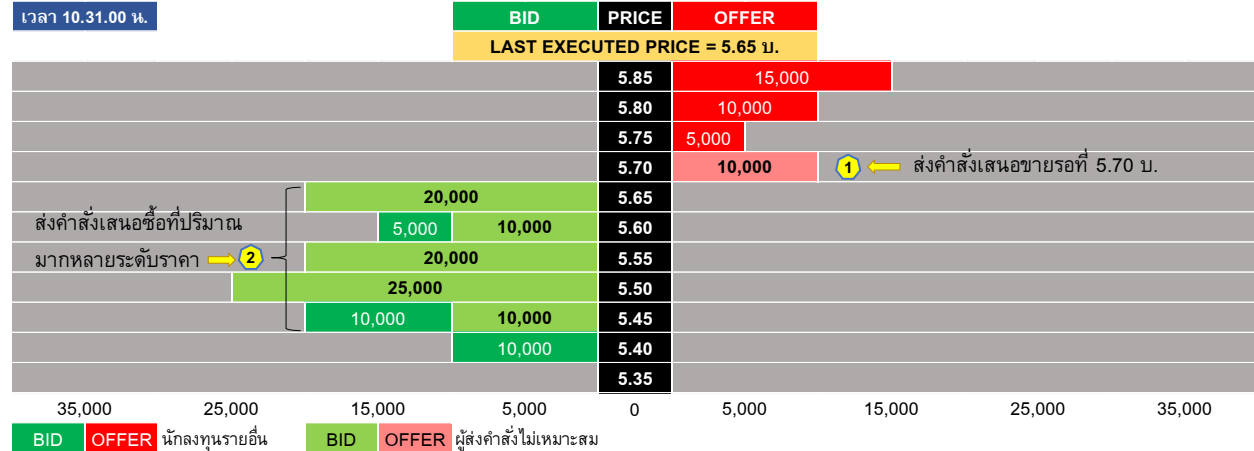 เวลา 10.31.00 น. BID PRICE OFFER
LAST EXECUTED PRICE = 5.65 บ.
5.85 15,000
5.80 10,000
5.75 5,000
5.70 10,000 1 ส่งคำสั่งเสนอขายรอที่ 5.70 บ.
20,000 5.65
ส่งคำสั่งเสนอซื้อที่ปริมาณ 5,000 10,000 5.60
มากหลายระดับราคา 2 20,000 5.55
25,000 5.50
10,000 10,000 5.45
10,000 5.40
5.35
35,000 25,000 15,000 5,000 0 5,000 15,000 25,000 35,000
BID OFFER นักลงทุนรายอื่น BID OFFER ผู้ส่งคำสั่งไม่เหมาะสม